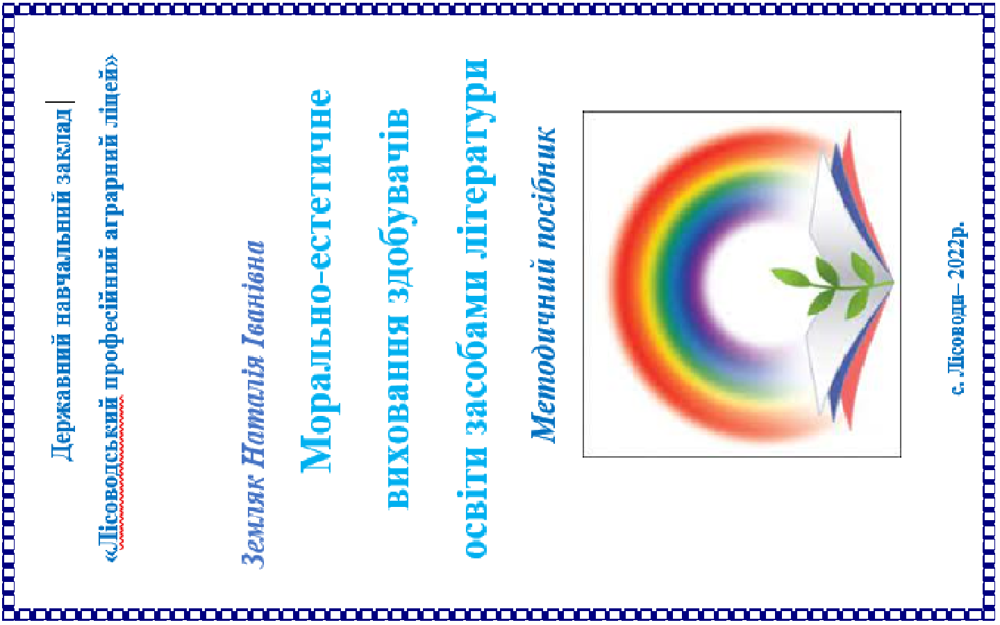 Державний навчальний заклад
«Лісоводський професійний аграрний ліцей»
Земляк Наталія Іванівна
Морально-естетичне
виховання здобувачів
освіти засобами літератури
Методичний посібник
с. Лісоводи– 2022р.